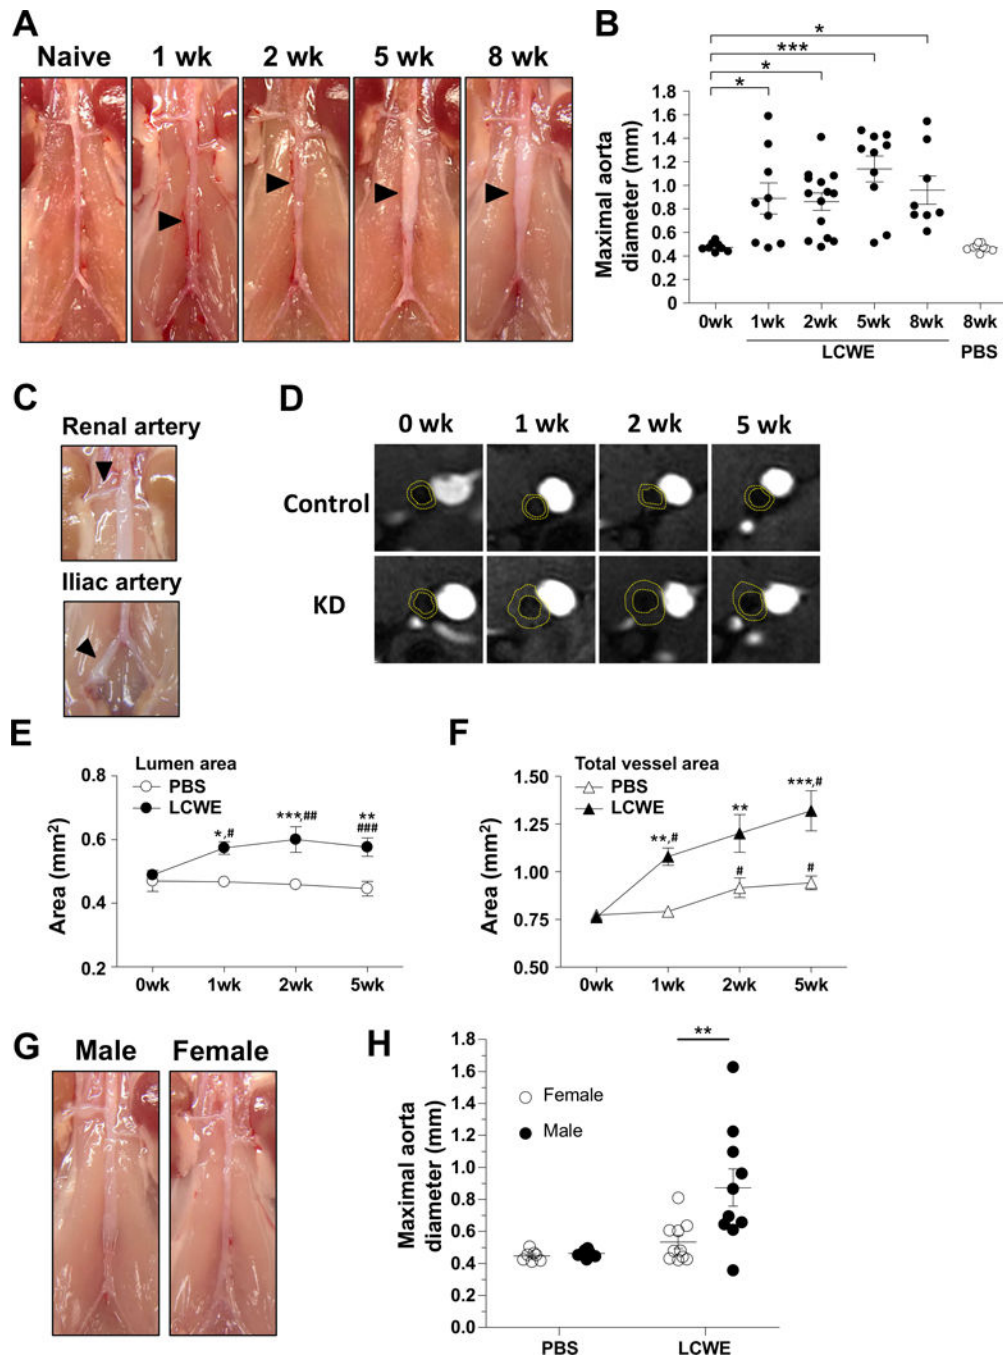 A
Naive 1 wk 2 wk 5 wk 8 wk
B
*
***
*
*
Maximal aorta
diameter (mm)
1.8
1.6
1.4
1.2
1.0
0.8
0.6
0.4
0.2
0
0wk 1wk 2wk 5wk 8wk 8wk
LCWE PBS
C
Renal artery
Iliac artery
D
0 wk 1 wk 2 wk 5 wk
Control
KD
E
Lumen area
PBS
LCWE
Area (mm²)
0.8
0.6
0.4
0.2
*,#
***,##
**
###
0wk 1wk 2wk 5wk
F
Total vessel area
PBS
LCWE
Area (mm²)
1.50
1.25
1.00
0.75
0.50
**,#
**
***,#
#
#
0wk 1wk 2wk 5wk
G
Male Female
H
Maximal aorta
diameter (mm)
1.8
1.6
1.4
1.2
1.0
0.8
0.6
0.4
0.2
0.0
Female
Male
**
PBS LCWE